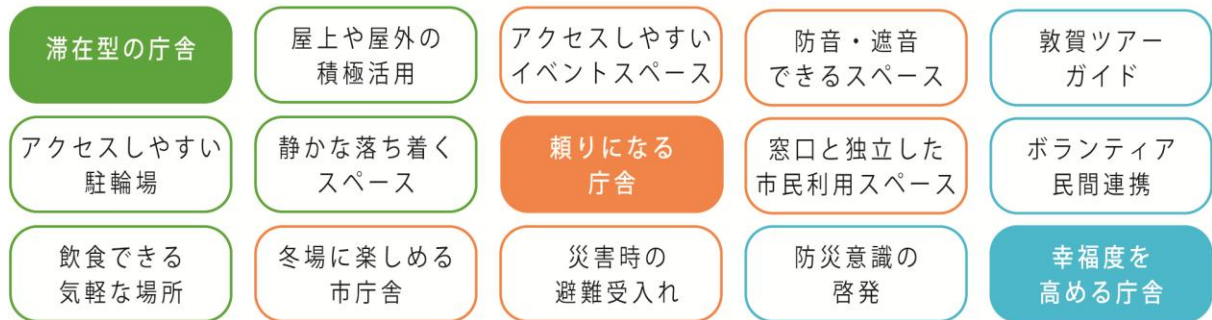 滞在型の庁舎
屋上や屋外の
積極活用
アクセスしやすい
イベントスペース
防音・遮音
できるスペース
敦賀ツアー
ガイド
アクセスしやすい
駐輪場
静かな落ち着く
スペース
頼りになる
庁舎
窓口と独立した
市民利用スペース
ボランティア
民間連携
飲食できる
気軽な場所
冬場に楽しめる
市庁舎
災害時の
避難受入れ
防災意識の
啓発
幸福度を
高める庁舎